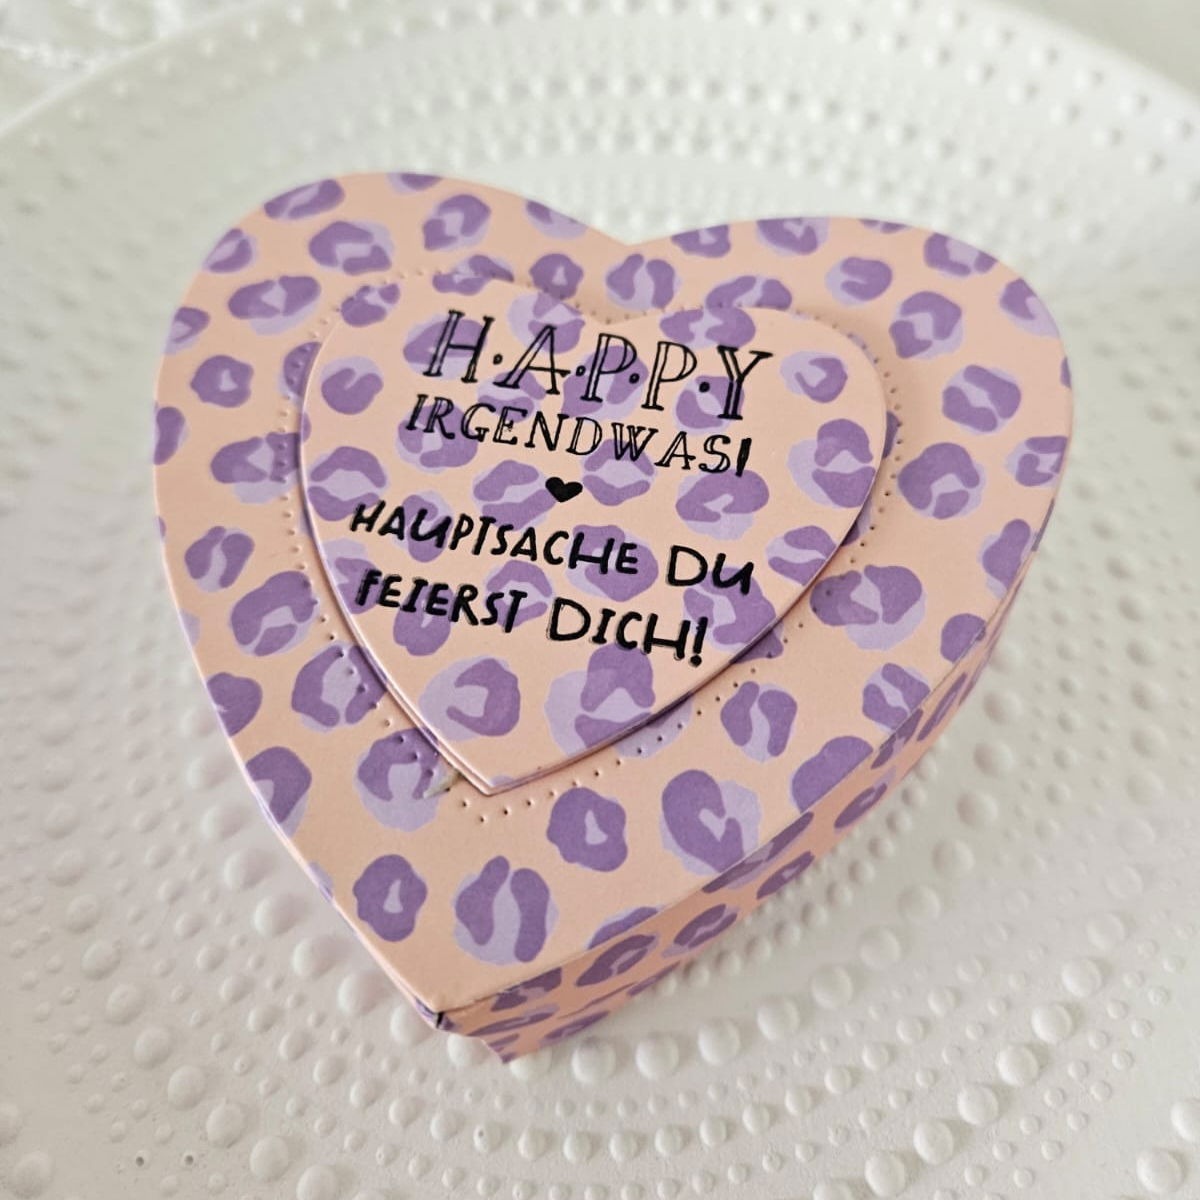 H·A·P·P·Y
IRGENDWAS!
HAUPTSACHE DU
FEIERST DICH!